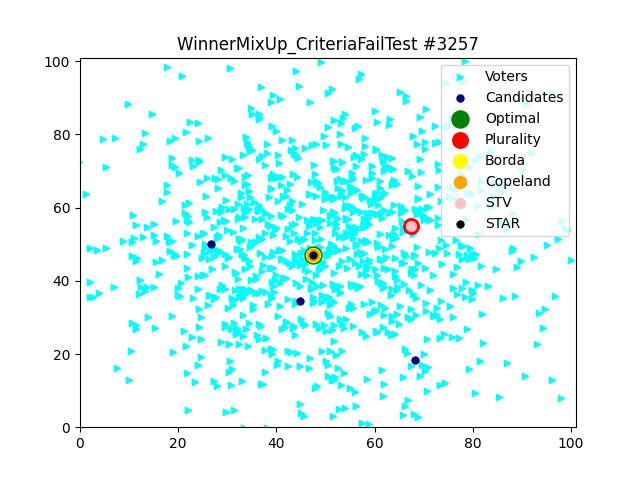 WinnerMixUp_CriteriaFailTest #3257
Voters
Candidates
Optimal
Plurality
Borda
Copeland
STV
STAR
100
80
60
40
20
0
0 20 40 60 80 100